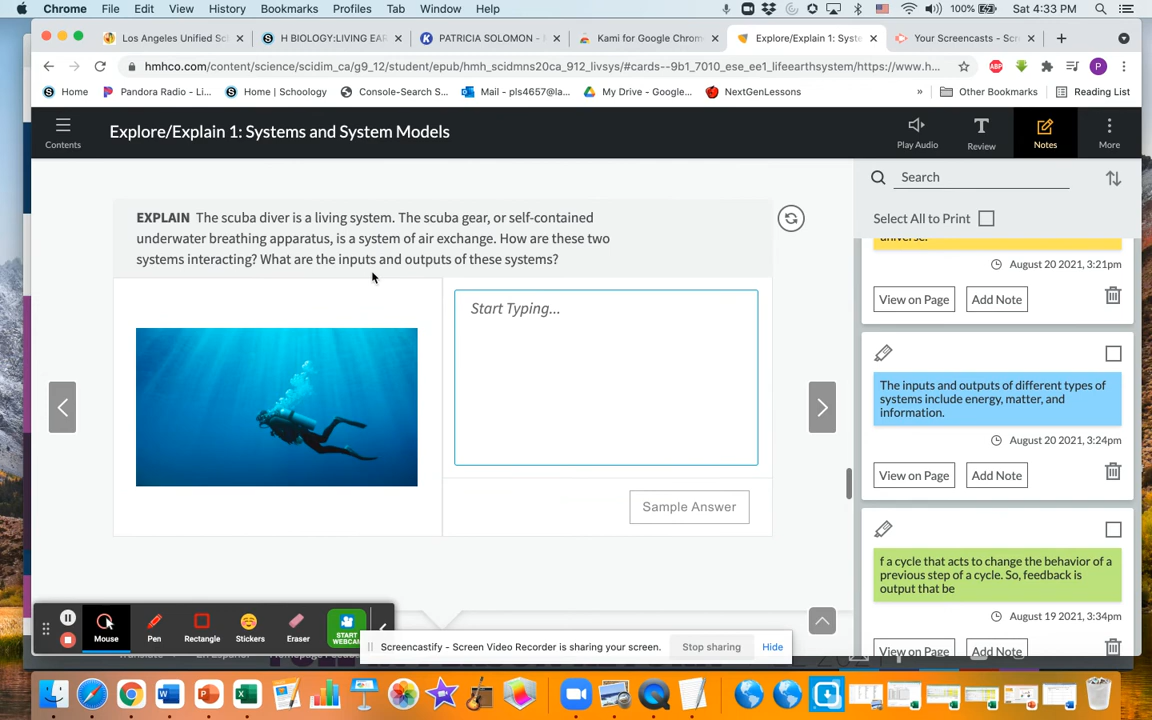 Chrome File Edit View History Bookmarks Profiles Tab Window Help 100% Sat 4:33 PM
Los Angeles Unified Sc H BIOLOGY:LIVING EAR PATRICIA SOLOMON - Kami for Google Chrome Explore/Explain 1: Syste Your Screencasts - Scre
hmhco.com/content/science/scidim_ca/g9_12/student/epub/hmh_scidmns20ca_912_livsys/#cards--9b1_7010_ese_ee1_lifeearthsystem/https://www.h... ABP P
Home Pandora Radio - Li... Home | Schoology Console-Search S... Mail - pls4657@la... My Drive - Google... NextGenLessons » Other Bookmarks Reading List
Contents
Explore/Explain 1: Systems and System Models
Play Audio
Review
Notes
More
EXPLAIN The scuba diver is a living system. The scuba gear, or self-contained
underwater breathing apparatus, is a system of air exchange. How are these two
systems interacting? What are the inputs and outputs of these systems?
Start Typing...
Sample Answer
Search
Select All to Print
universe.
August 20 2021, 3:21pm
View on Page Add Note
The inputs and outputs of different types of
systems include energy, matter, and
information.
August 20 2021, 3:24pm
View on Page Add Note
f a cycle that acts to change the behavior of a
previous step of a cycle. So, feedback is
output that be
August 19 2021, 3:34pm
View on Page Add Note
Mouse Pen Rectangle Stickers Eraser START
WEBCAM
Screencastify - Screen Video Recorder is sharing your screen. Stop sharing Hide